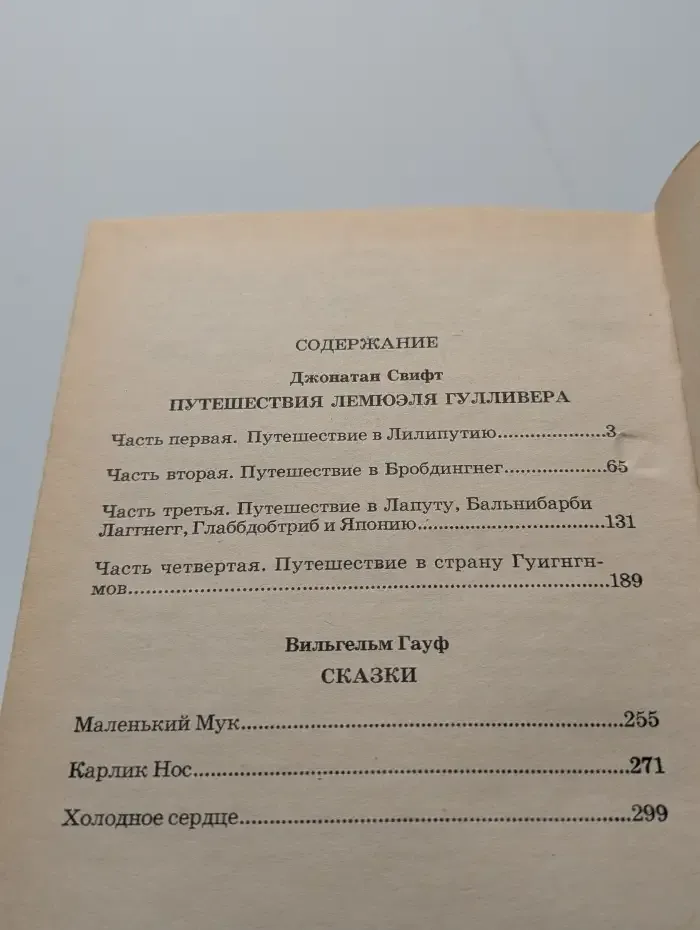 СОДЕРЖАНИЕ
Джонатан Свифт
ПУТЕШЕСТВИЯ ЛЕМЮЭЛЯ ГУЛЛИВЕРА
Часть первая. Путешествие в Лилипутию....................3
Часть вторая. Путешествие в Бробдингнег...................65
Часть третья. Путешествие в Лапуту, Бальнибарби
Лаггнегг, Глаббдобтриб и Японию.................................131
Часть четвертая. Путешествие в страну Гуигнгн-
мов.......................................................................................189
Вильгельм Гауф
СКАЗКИ
Маленький Мук.................................................................255
Карлик Нос.........................................................................271
Холодное сердце.................................................................299